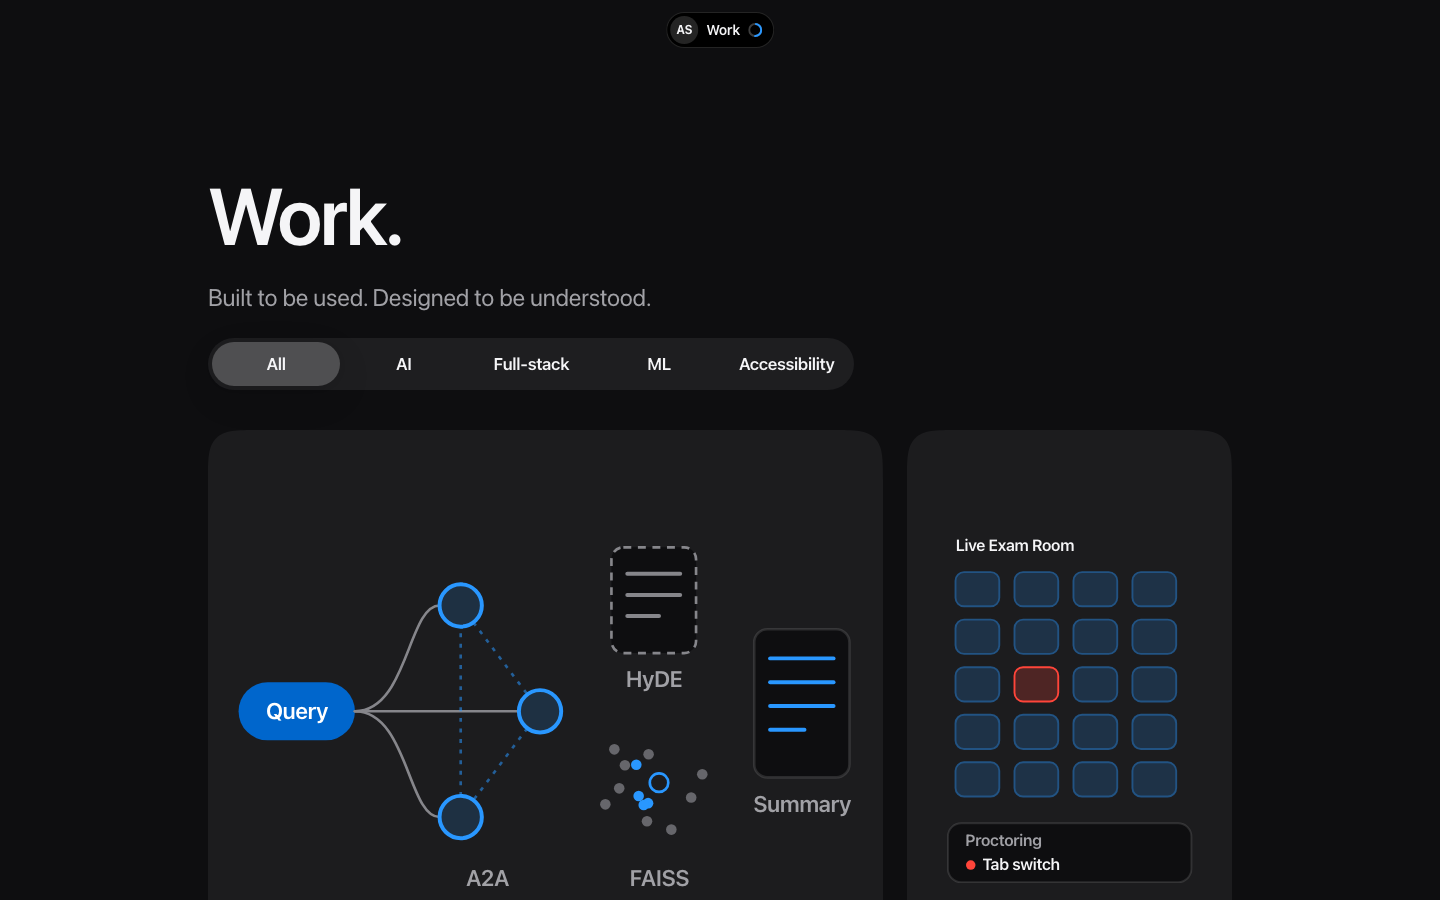 AS Work
Work.
Built to be used. Designed to be understood.
All AI Full-stack ML Accessibility
Query
HyDE
Summary
A2A
FAISS
Live Exam Room
Proctoring
Tab switch